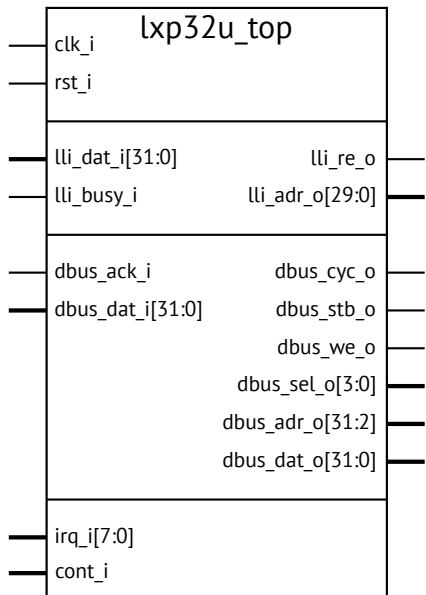 lxp32u_top
clk_i
rst_i
lli_dat_i[31:0] lli_re_o
lli_busy_i lli_adr_o[29:0]
dbus_ack_i dbus_cyc_o
dbus_dat_i[31:0] dbus_stb_o
dbus_we_o
dbus_sel_o[3:0]
dbus_adr_o[31:2]
dbus_dat_o[31:0]
irq_i[7:0]
cont_i